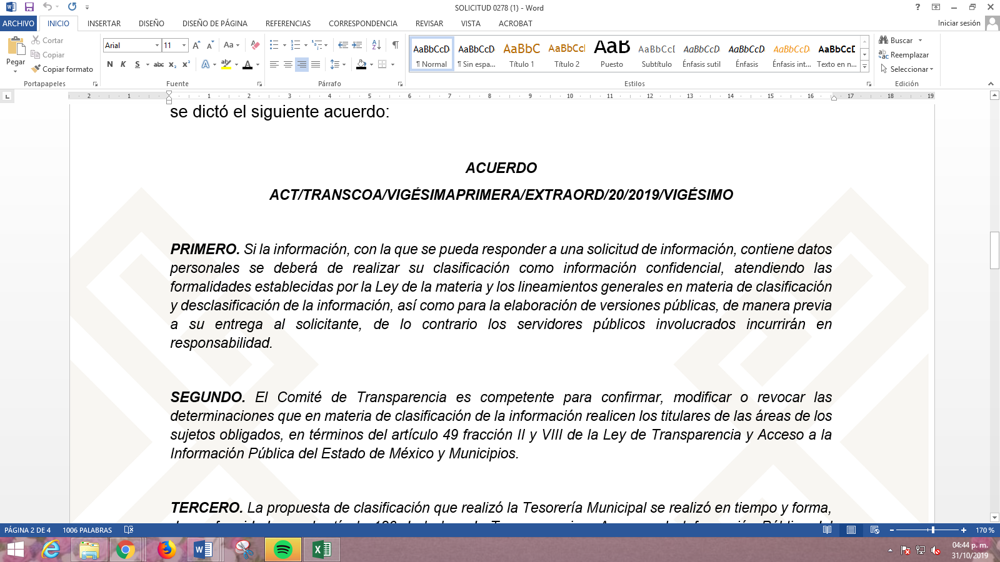 SOLICITUD 0278 (1) - Word
ARCHIVO INICIO INSERTAR DISEÑO DISEÑO DE PÁGINA REFERENCIAS CORRESPONDENCIA REVISAR VISTA ACROBAT Iniciar sesión
Pegar
Cortar
Copiar
Copiar formato
Portapapeles
Arial 11
N K S abc x₂ x²
Fuente
Párrafo
AaBbCcD AaBbCcD AaBbC AaBbCcI AaB AaBbCcD AaBbCcD AaBbCcD AaBbCcD AaBbCcD
¶ Normal ¶ Sin espa... Título 1 Título 2 Puesto Subtítulo Énfasis sutil Énfasis Énfasis int... Texto en n...
Estilos
Buscar
Reemplazar
Seleccionar
Edición
2 1 1 2 3 4 5 6 7 8 9 10 11 12 13 14 15 16 17 18 19
se dictó el siguiente acuerdo:
ACUERDO
ACT/TRANSCOA/VIGÉSIMAPRIMERA/EXTRAORD/20/2019/VIGÉSIMO
PRIMERO. Si la información, con la que se pueda responder a una solicitud de información, contiene datos
personales se deberá de realizar su clasificación como información confidencial, atendiendo las
formalidades establecidas por la Ley de la materia y los lineamientos generales en materia de clasificación
y desclasificación de la información, así como para la elaboración de versiones públicas, de manera previa
a su entrega al solicitante, de lo contrario los servidores públicos involucrados incurrirán en
responsabilidad.
SEGUNDO. El Comité de Transparencia es competente para confirmar, modificar o revocar las
determinaciones que en materia de clasificación de la información realicen los titulares de las áreas de los
sujetos obligados, en términos del artículo 49 fracción II y VIII de la Ley de Transparencia y Acceso a la
Información Pública del Estado de México y Municipios.
TERCERO. La propuesta de clasificación que realizó la Tesorería Municipal se realizó en tiempo y forma,
PÁGINA 2 DE 4 1006 PALABRAS 170 %
04:44 p. m.
31/10/2019